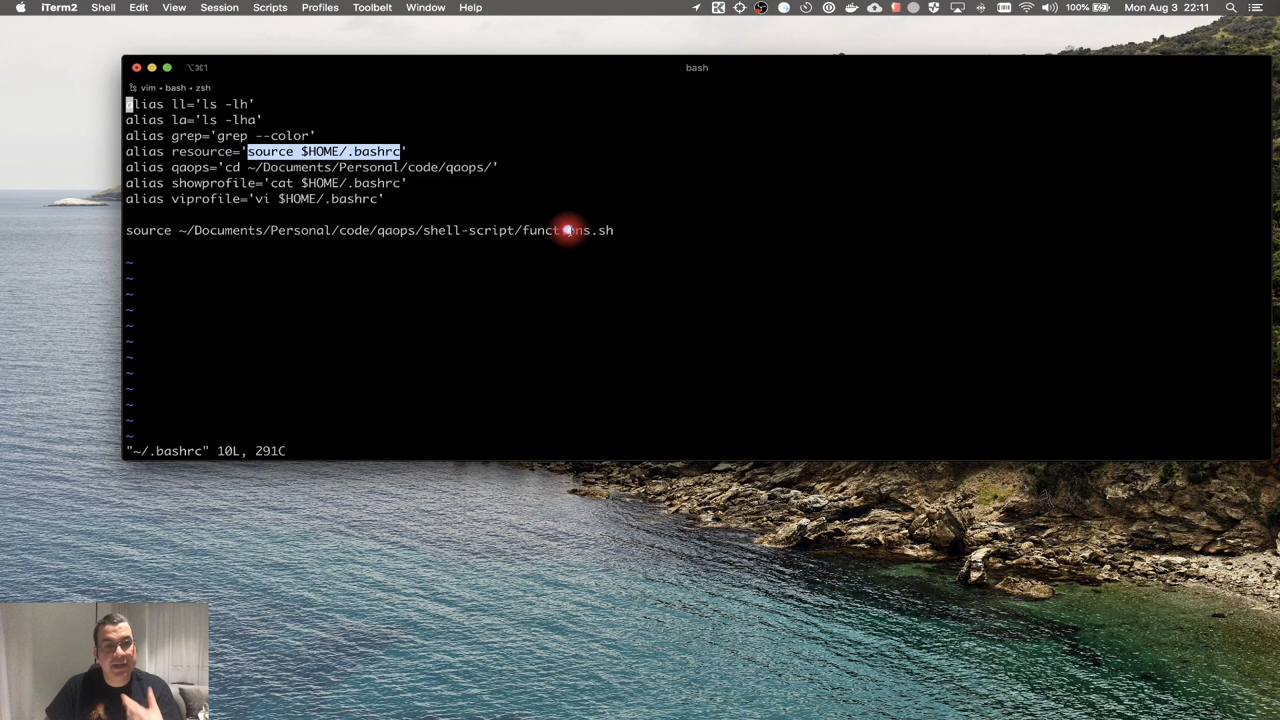 iTerm2 Shell Edit View Session Scripts Profiles Toolbelt Window Help 100% Mon Aug 3 22:11
⌥⌘1 bash
vim • bash • zsh
alias ll='ls -lh'
alias la='ls -lha'
alias grep='grep --color'
alias resource='source $HOME/.bashrc'
alias qaops='cd ~/Documents/Personal/code/qaops/'
alias showprofile='cat $HOME/.bashrc'
alias viprofile='vi $HOME/.bashrc'
source ~/Documents/Personal/code/qaops/shell-script/functions.sh
~
~
~
~
~
~
~
~
~
~
~
~
"~/.bashrc" 10L, 291C